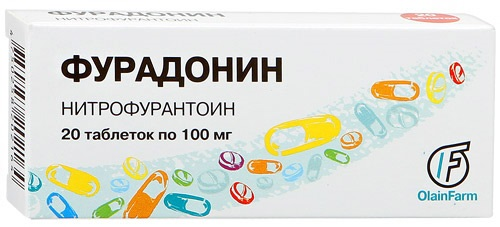 ФУРАДОНИН
НИТРОФУРАНТОИН
20 таблеток по 100 мг
OlainFarm